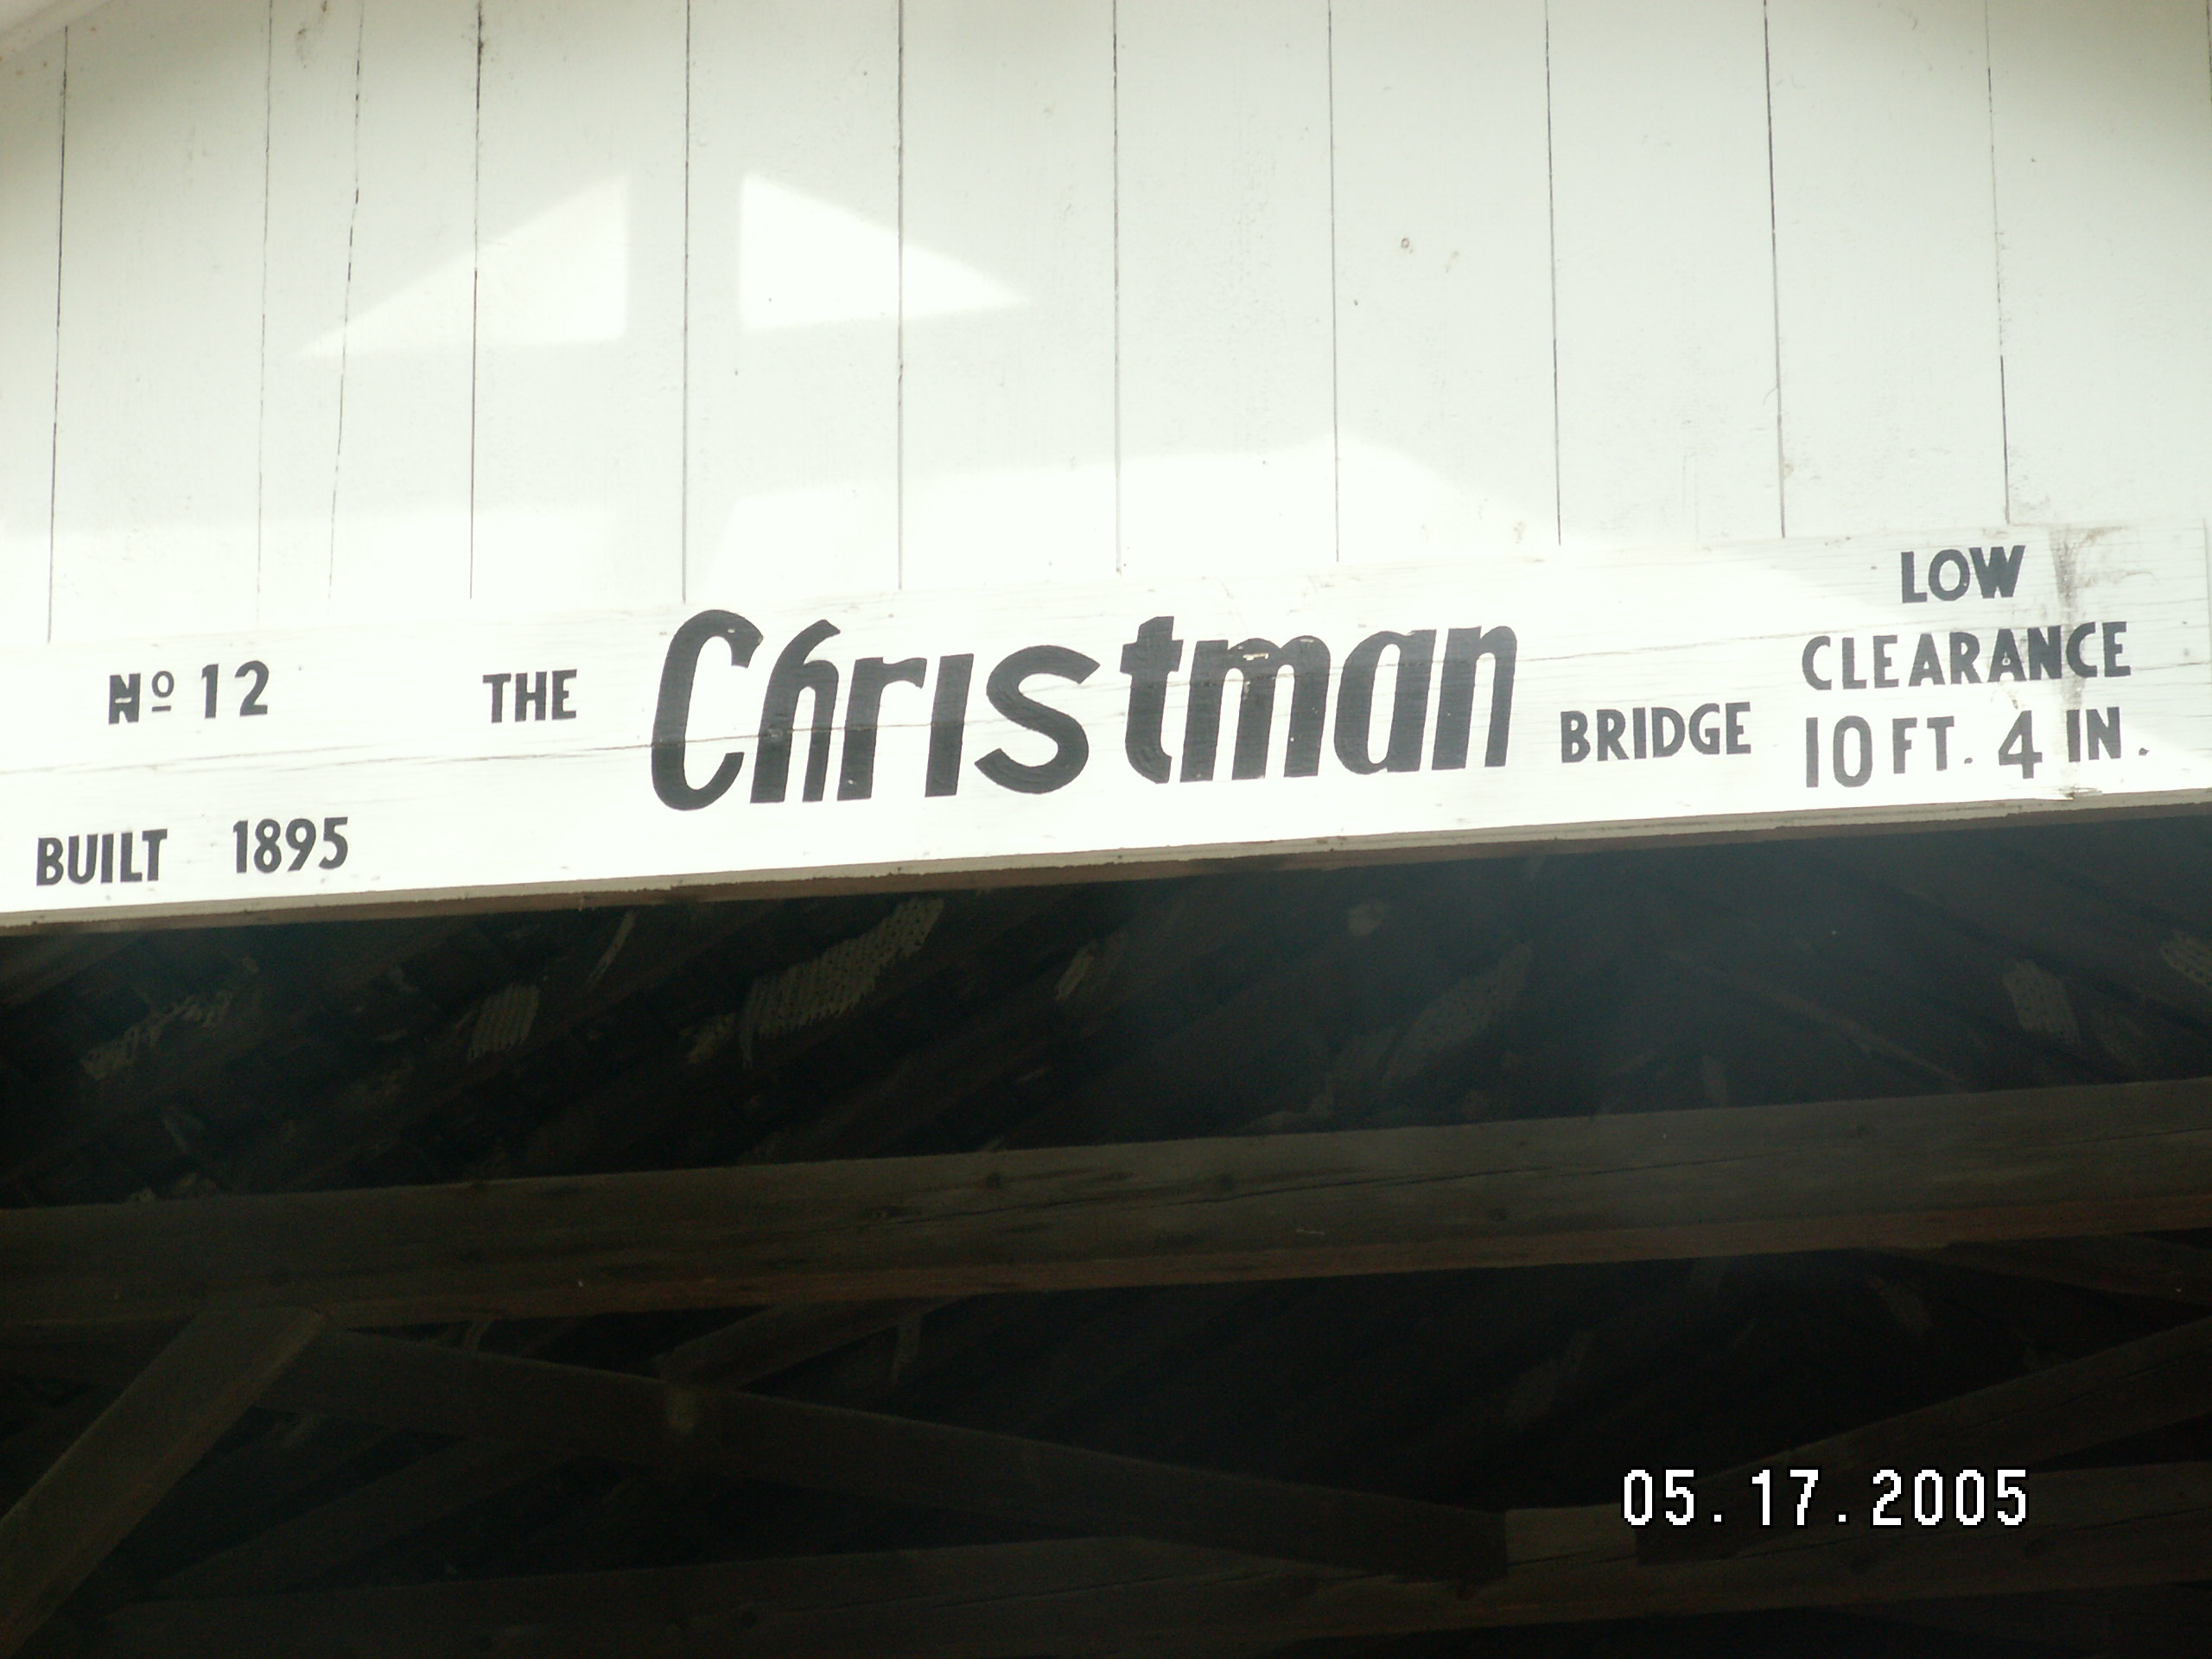 Nº 12
BUILT 1895
THE Christman BRIDGE
LOW
CLEARANCE
10 FT. 4 IN.
05.17.2005